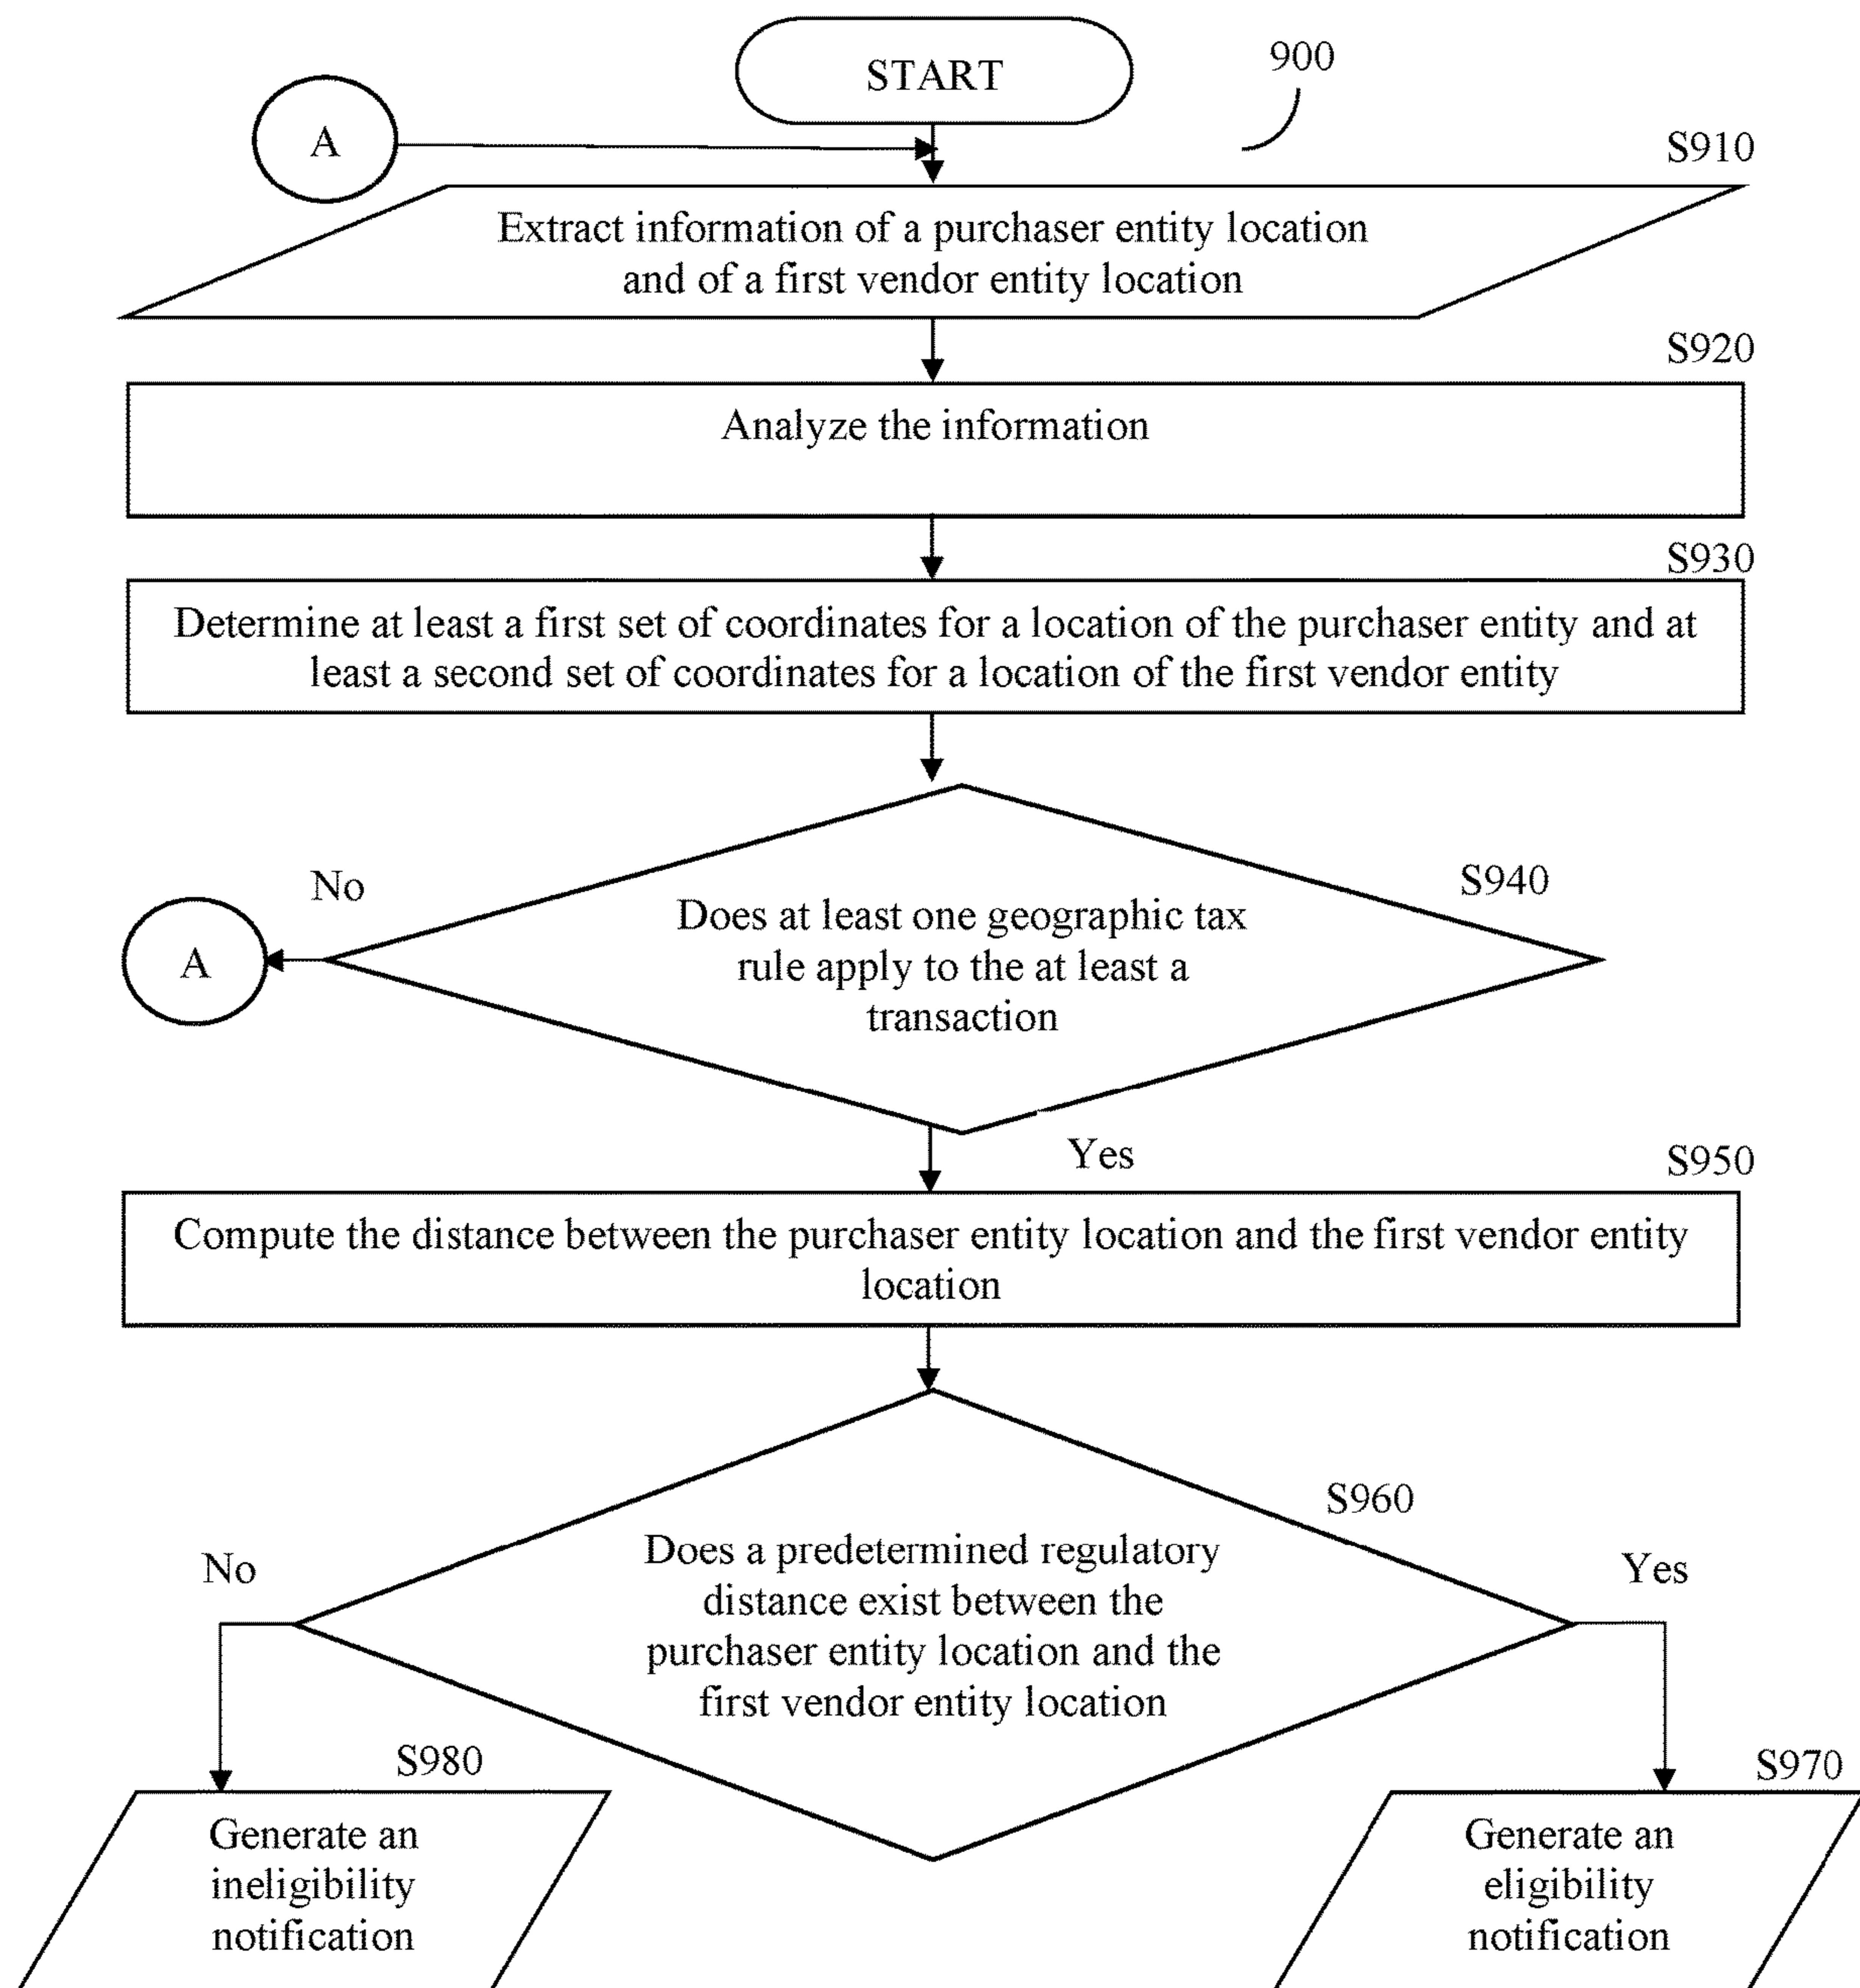 START
900
A
S910
Extract information of a purchaser entity location
and of a first vendor entity location
S920
Analyze the information
S930
Determine at least a first set of coordinates for a location of the purchaser entity and at
least a second set of coordinates for a location of the first vendor entity
No
S940
A
Does at least one geographic tax
rule apply to the at least a
transaction
Yes
S950
Compute the distance between the purchaser entity location and the first vendor entity
location
S960
No
Yes
Does a predetermined regulatory
distance exist between the
purchaser entity location and the
first vendor entity location
S980
S970
Generate an
ineligibility
notification
Generate an
eligibility
notification